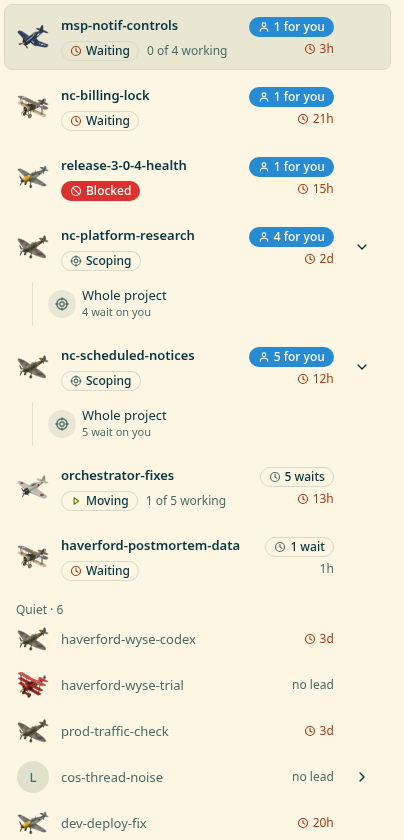 msp-notif-controls
1 for you
Waiting
0 of 4 working
3h
nc-billing-lock
1 for you
Waiting
21h
release-3-0-4-health
1 for you
Blocked
15h
nc-platform-research
4 for you
Scoping
2d
Whole project
4 wait on you
nc-scheduled-notices
5 for you
Scoping
12h
Whole project
5 wait on you
orchestrator-fixes
5 waits
Moving
1 of 5 working
13h
haverford-postmortem-data
1 wait
Waiting
1h
Quiet · 6
haverford-wyse-codex
3d
haverford-wyse-trial
no lead
prod-traffic-check
3d
L
cos-thread-noise
no lead
dev-deploy-fix
20h